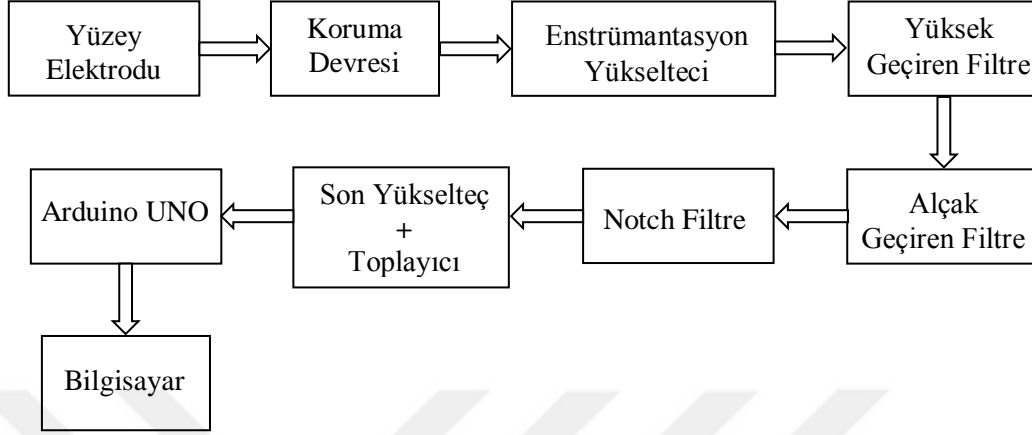 Yüzey
Elektrodu
Koruma
Devresi
Enstrümantasyon
Yükselteci
Yüksek
Geçiren Filtre
Alçak
Geçiren Filtre
Notch Filtre
Son Yükselteç
+
Toplayıcı
Arduino UNO
Bilgisayar